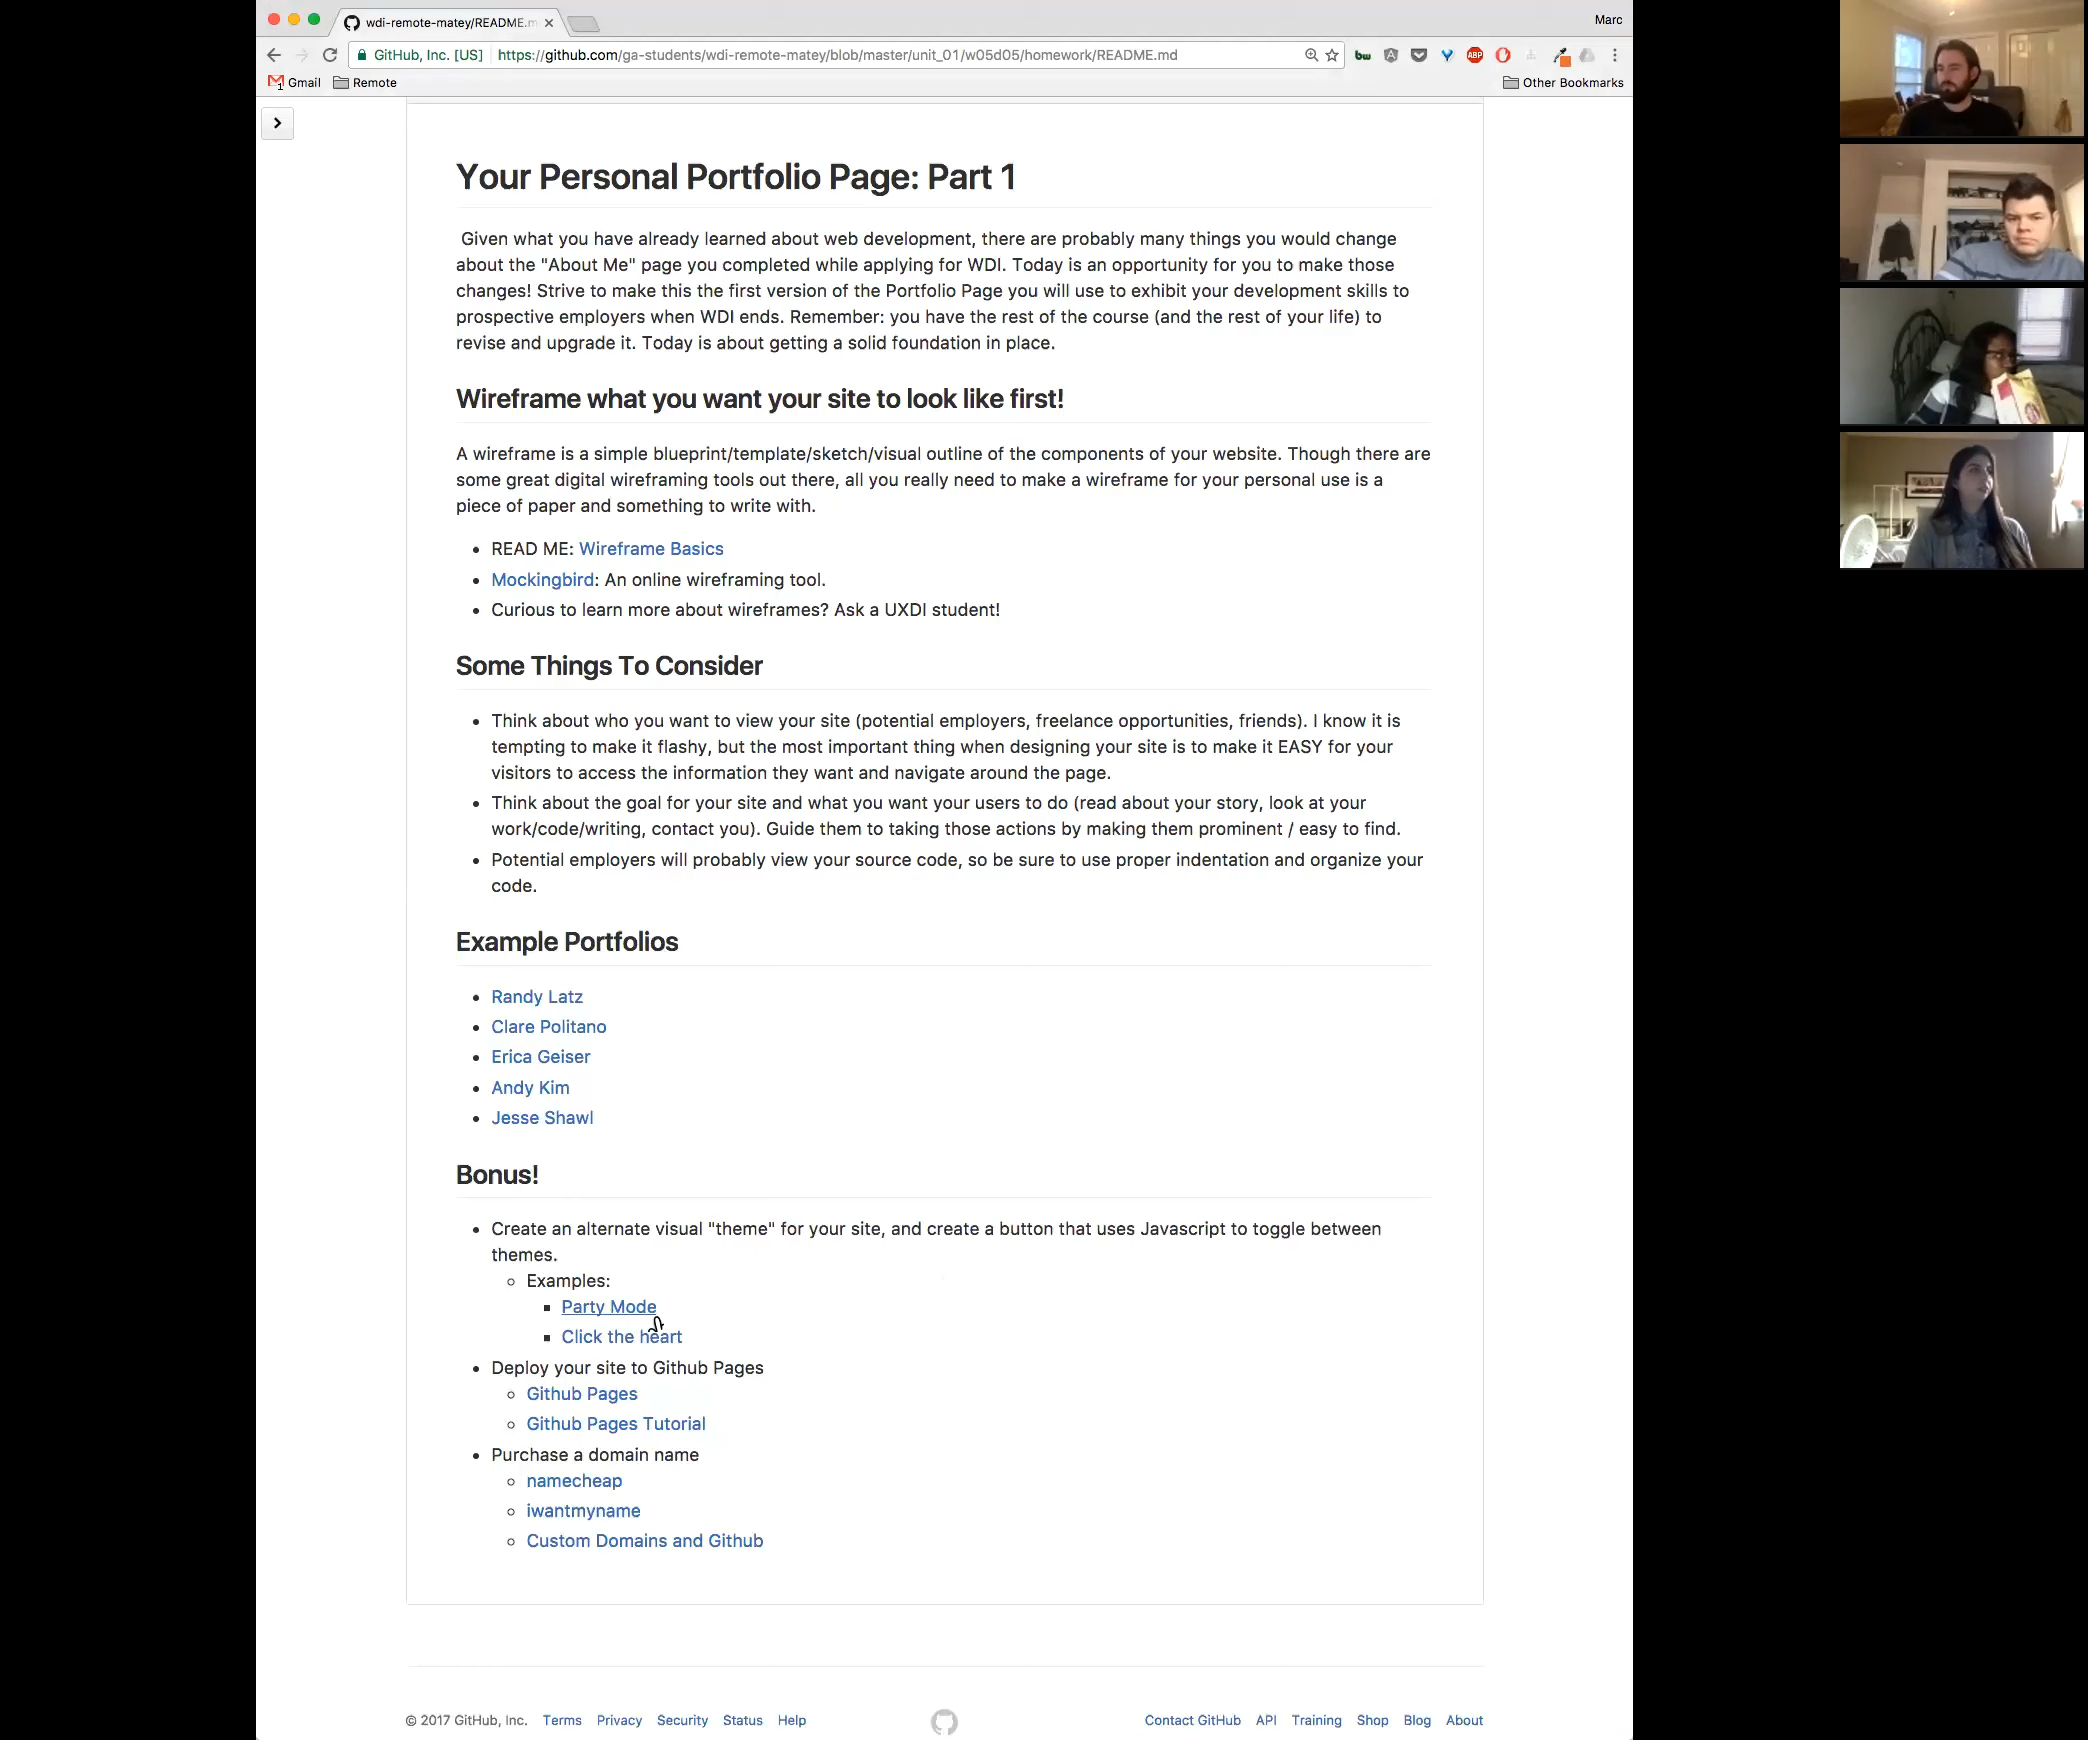 wdi-remote-matey/README.m
Marc
GitHub, Inc. [US] https://github.com/ga-students/wdi-remote-matey/blob/master/unit_01/w05d05/homework/README.md
bw
ABP
Gmail Remote Other Bookmarks
Your Personal Portfolio Page: Part 1
Given what you have already learned about web development, there are probably many things you would change
about the "About Me" page you completed while applying for WDI. Today is an opportunity for you to make those
changes! Strive to make this the first version of the Portfolio Page you will use to exhibit your development skills to
prospective employers when WDI ends. Remember: you have the rest of the course (and the rest of your life) to
revise and upgrade it. Today is about getting a solid foundation in place.
Wireframe what you want your site to look like first!
A wireframe is a simple blueprint/template/sketch/visual outline of the components of your website. Though there are
some great digital wireframing tools out there, all you really need to make a wireframe for your personal use is a
piece of paper and something to write with.
• READ ME: Wireframe Basics
• Mockingbird: An online wireframing tool.
• Curious to learn more about wireframes? Ask a UXDI student!
Some Things To Consider
• Think about who you want to view your site (potential employers, freelance opportunities, friends). I know it is
tempting to make it flashy, but the most important thing when designing your site is to make it EASY for your
visitors to access the information they want and navigate around the page.
• Think about the goal for your site and what you want your users to do (read about your story, look at your
work/code/writing, contact you). Guide them to taking those actions by making them prominent / easy to find.
• Potential employers will probably view your source code, so be sure to use proper indentation and organize your
code.
Example Portfolios
• Randy Latz
• Clare Politano
• Erica Geiser
• Andy Kim
• Jesse Shawl
Bonus!
• Create an alternate visual "theme" for your site, and create a button that uses Javascript to toggle between
themes.
◦ Examples:
▪ Party Mode
▪ Click the heart
• Deploy your site to Github Pages
◦ Github Pages
◦ Github Pages Tutorial
• Purchase a domain name
◦ namecheap
◦ iwantmyname
◦ Custom Domains and Github
© 2017 GitHub, Inc. Terms Privacy Security Status Help Contact GitHub API Training Shop Blog About